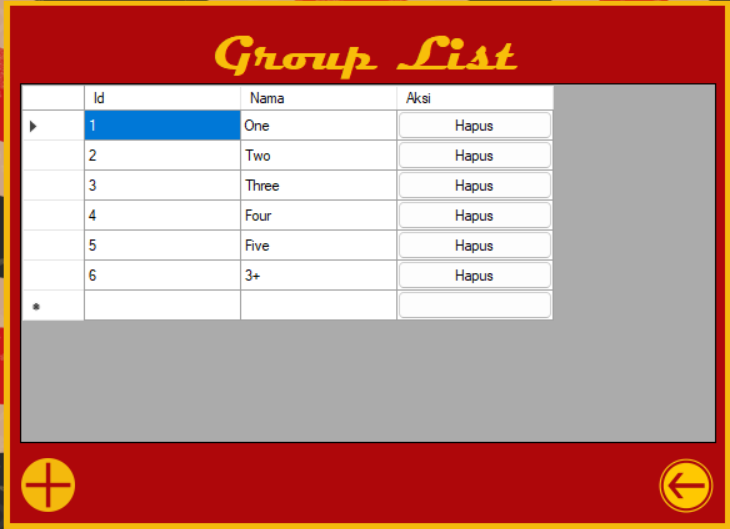 Group List
Id Nama Aksi
1 One Hapus
2 Two Hapus
3 Three Hapus
4 Four Hapus
5 Five Hapus
6 3+ Hapus